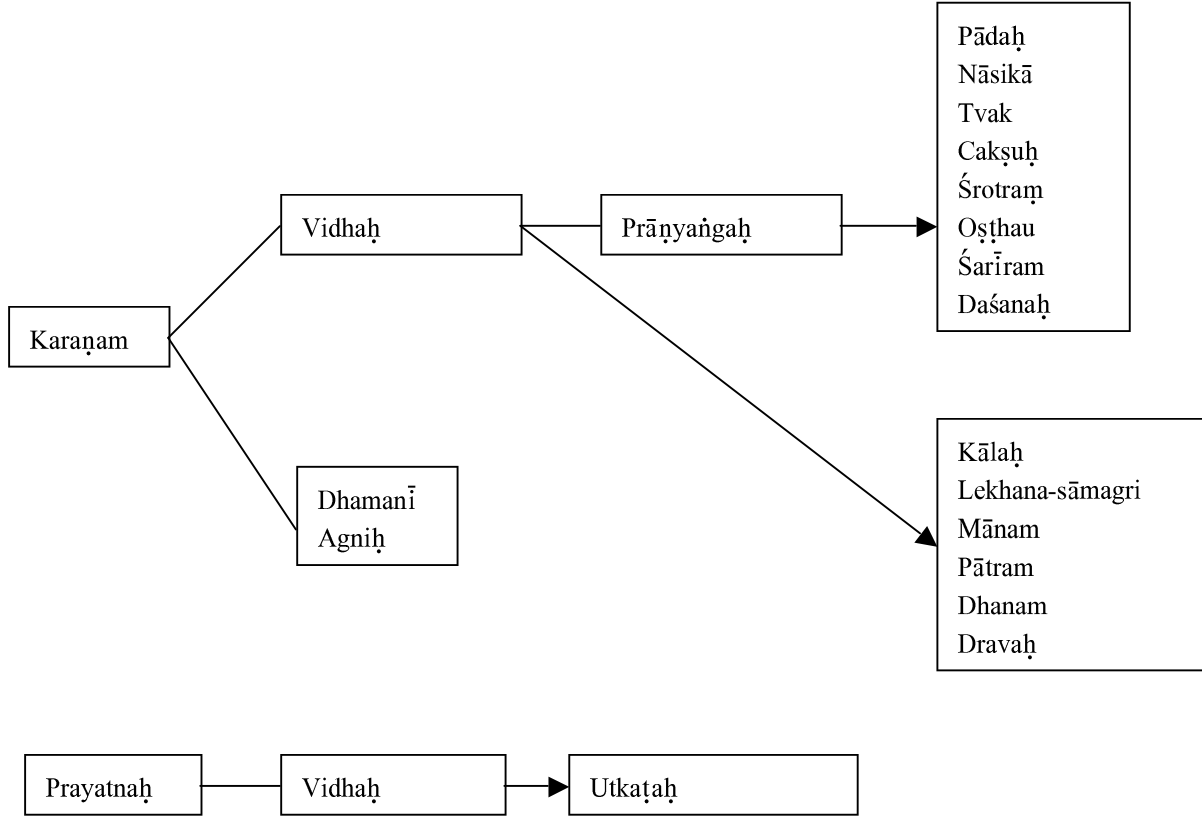 Karaṇam
Vidhaḥ
Prāṇyaṅgaḥ
Pādaḥ
Nāsikā
Tvak
Cakṣuḥ
Śrotraṃ
Oṣṭhau
Śarīram
Daśanaḥ
Dhamanī
Agniḥ
Kālaḥ
Lekhana-sāmagri
Mānam
Pātram
Dhanam
Dravaḥ
Prayatnaḥ
Vidhaḥ
Utkaṭaḥ